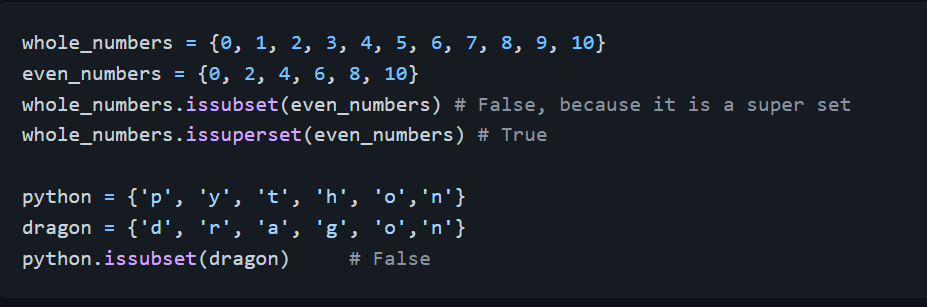 whole_numbers = {0, 1, 2, 3, 4, 5, 6, 7, 8, 9, 10}
even_numbers = {0, 2, 4, 6, 8, 10}
whole_numbers.issubset(even_numbers) # False, because it is a super set
whole_numbers.issuperset(even_numbers) # True

python = {'p', 'y', 't', 'h', 'o','n'}
dragon = {'d', 'r', 'a', 'g', 'o','n'}
python.issubset(dragon)     # False